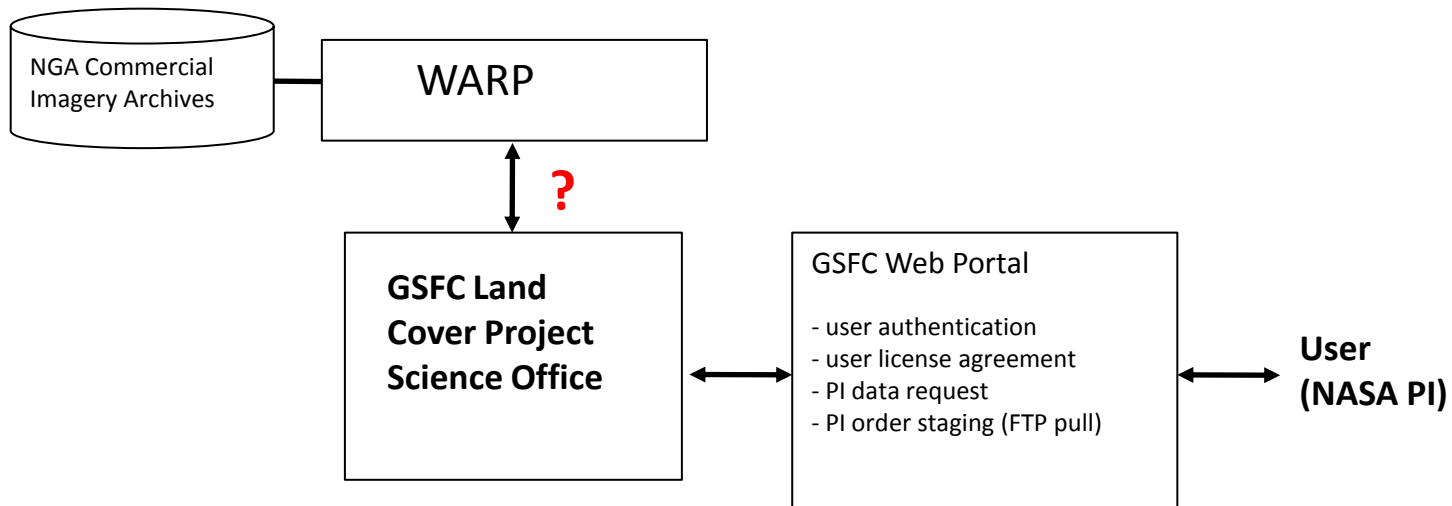 NGA Commercial
Imagery Archives
WARP
?
GSFC Land
Cover Project
Science Office
GSFC Web Portal
- user authentication
- user license agreement
- PI data request
- PI order staging (FTP pull)
User
(NASA PI)